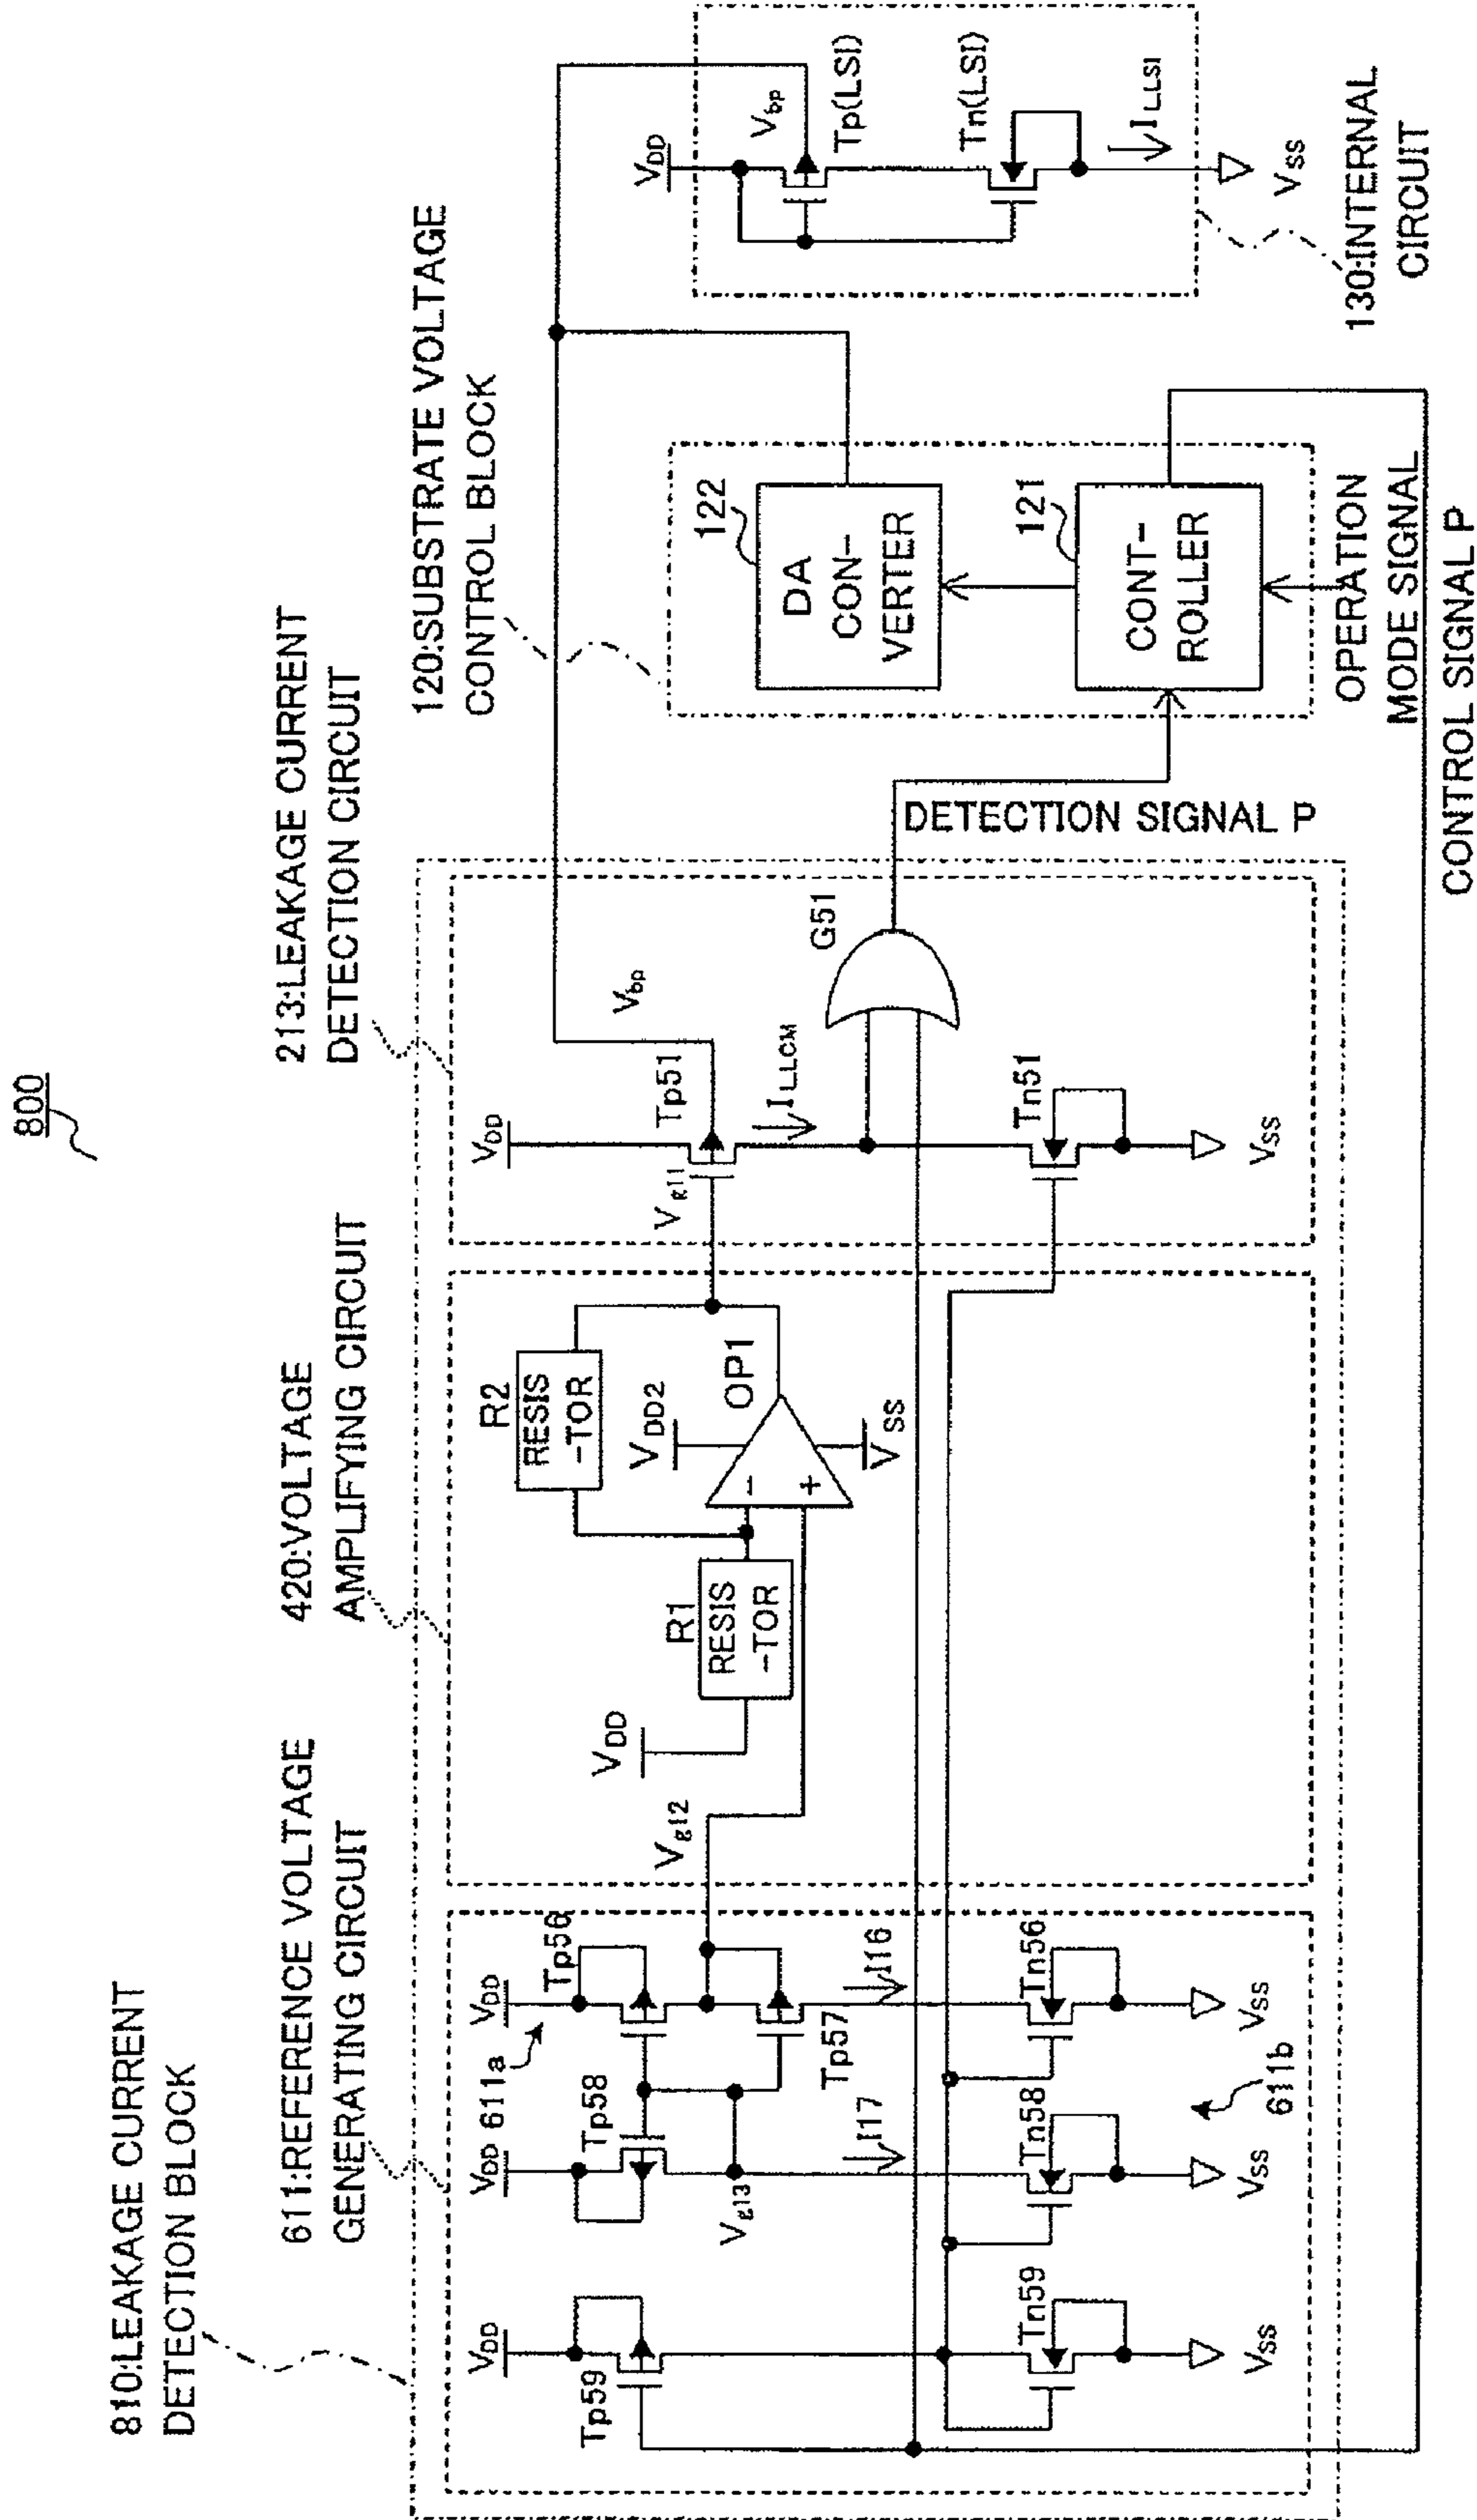 800
810:LEAKAGE CURRENT
DETECTION BLOCK
611:REFERENCE VOLTAGE
GENERATING CIRCUIT
420:VOLTAGE
AMPLIFYING CIRCUIT
213:LEAKAGE CURRENT
DETECTION CIRCUIT
120:SUBSTRATE VOLTAGE
CONTROL BLOCK
VDD
Tp59
Tn59
VSS
VDD
611a
Tp58
Vg13
I17
Tn58
VSS
VDD
Tp56
Tp57
I16
Tn56
VSS
611b
Vg12
VDD
R1
RESIS
-TOR
R2
RESIS
-TOR
VDD2
OP1
-
+
VSS
Vg11
VDD
Tp51
Vbp
ILLCM
Tn51
VSS
G51
DETECTION SIGNAL P
122
DA
CON-
VERTER
121
CONT-
ROLLER
OPERATION
MODE SIGNAL
CONTROL SIGNAL P
VDD
Vbp
Tp(LSI)
Tn(LSI)
ILLSI
VSS
130:INTERNAL
CIRCUIT